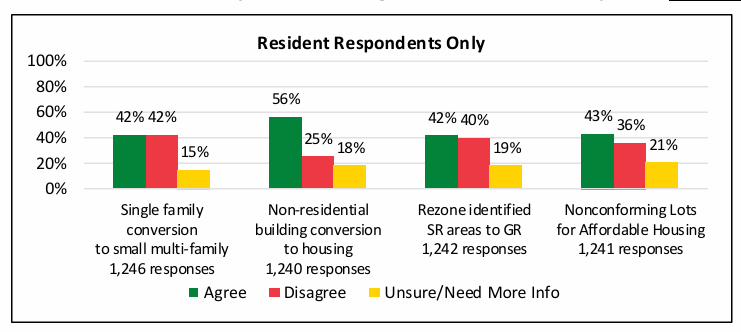 Resident Respondents Only
100%
80%
60%
40%
20%
0%
42% 42% 15%
56% 25% 18%
42% 40% 19%
43% 36% 21%
Single family
conversion
to small multi-family
1,246 responses
Non-residential
building conversion
to housing
1,240 responses
Rezone identified
SR areas to GR
1,242 responses
Nonconforming Lots
for Affordable Housing
1,241 responses
Agree Disagree Unsure/Need More Info